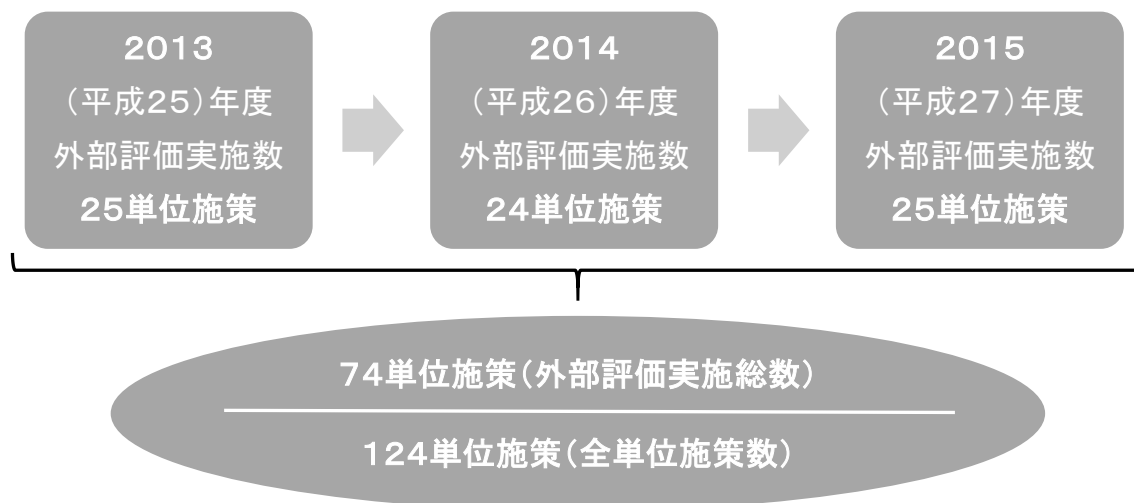 2013
(平成25)年度
外部評価実施数
25単位施策
2014
(平成26)年度
外部評価実施数
24単位施策
2015
(平成27)年度
外部評価実施数
25単位施策
74単位施策(外部評価実施総数)
124単位施策(全単位施策数)